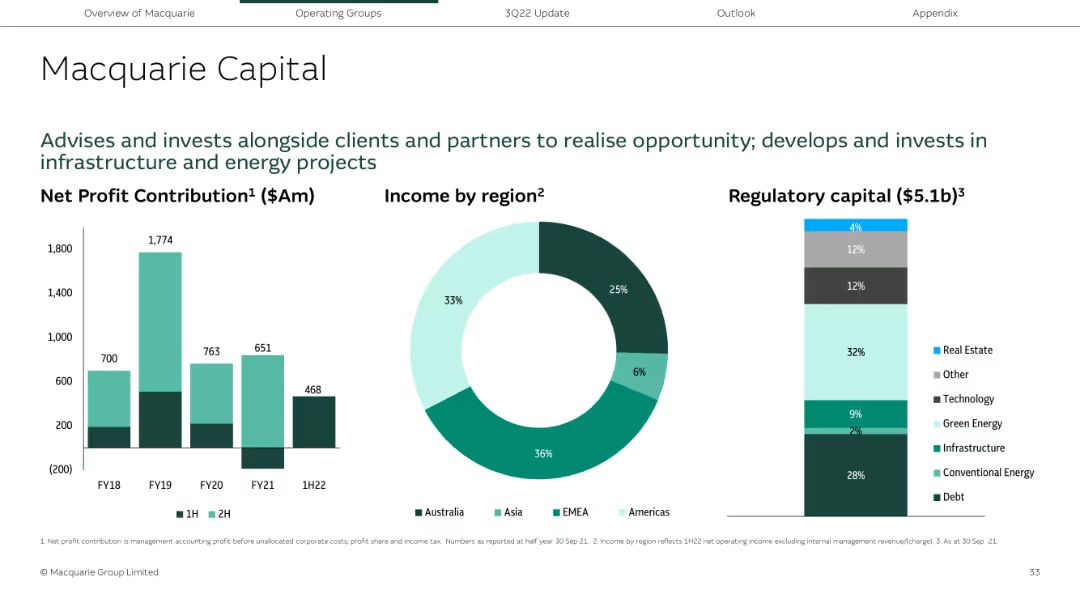 Overview of Macquarie
Operating Groups
3Q22 Update
Outlook
Appendix
Macquarie Capital
Advises and invests alongside clients and partners to realise opportunity; develops and invests in
infrastructure and energy projects
Net Profit Contribution¹ ($Am)
1,800
1,400
1,000
600
200
(200)
700
1,774
763
651
468
FY18
FY19
FY20
FY21
1H22
1H
2H
Income by region²
25%
6%
36%
33%
Australia
Asia
EMEA
Americas
Regulatory capital ($5.1b)³
4%
12%
12%
32%
9%
2%
28%
Real Estate
Other
Technology
Green Energy
Infrastructure
Conventional Energy
Debt
1. Net profit contribution is management accounting profit before unallocated corporate costs, profit share and income tax. Numbers as reported at half year 30 Sep 21. 2. Income by region reflects 1H22 net operating income excluding internal management revenue/(charge). 3. As at 30 Sep 21.
© Macquarie Group Limited
33